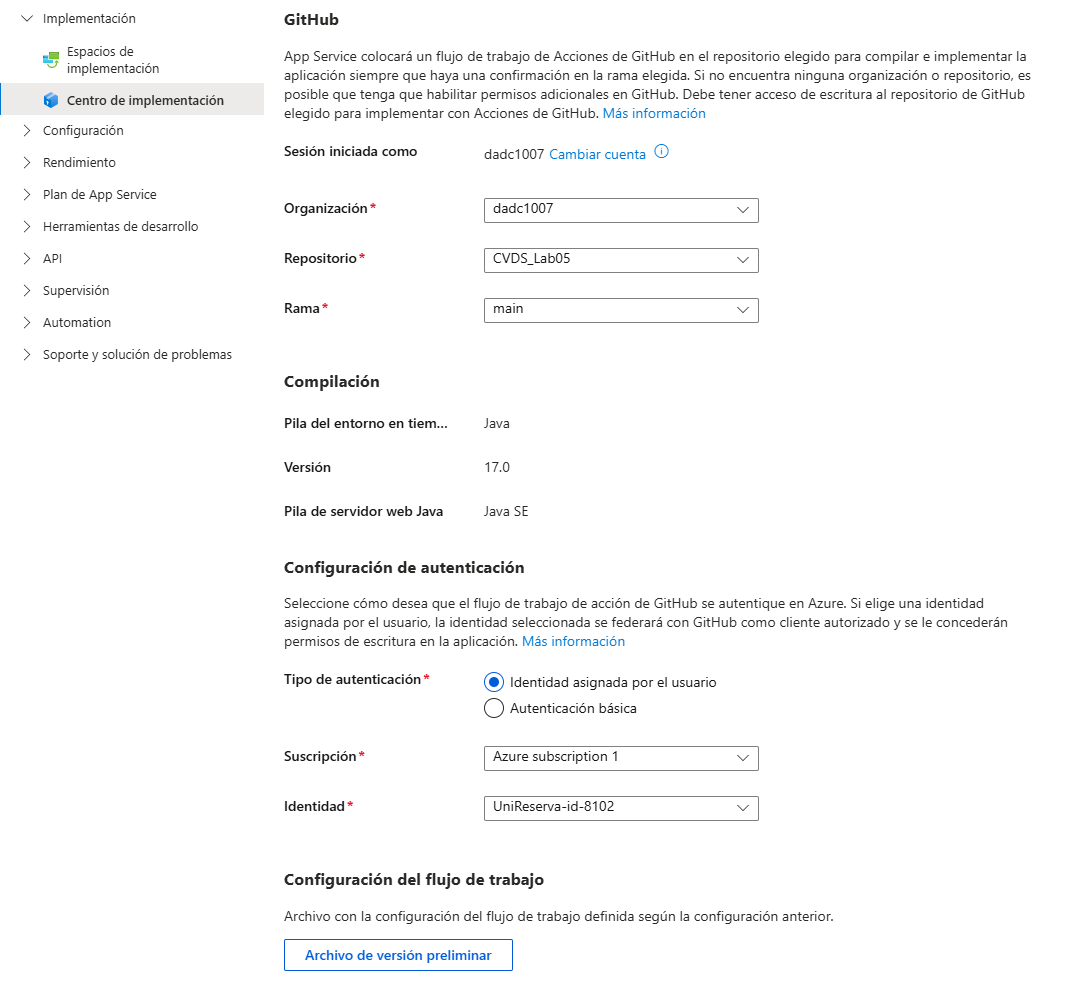 Implementación
Espacios de
implementación
Centro de implementación
Configuración
Rendimiento
Plan de App Service
Herramientas de desarrollo
API
Supervisión
Automation
Soporte y solución de problemas
GitHub
App Service colocará un flujo de trabajo de Acciones de GitHub en el repositorio elegido para compilar e implementar la
aplicación siempre que haya una confirmación en la rama elegida. Si no encuentra ninguna organización o repositorio, es
posible que tenga que habilitar permisos adicionales en GitHub. Debe tener acceso de escritura al repositorio de GitHub
elegido para implementar con Acciones de GitHub. Más información
Sesión iniciada como dadc1007 Cambiar cuenta
Organización* dadc1007
Repositorio* CVDS_Lab05
Rama* main
Compilación
Pila del entorno en tiem... Java
Versión 17.0
Pila de servidor web Java Java SE
Configuración de autenticación
Seleccione cómo desea que el flujo de trabajo de acción de GitHub se autentique en Azure. Si elige una identidad
asignada por el usuario, la identidad seleccionada se federará con GitHub como cliente autorizado y se le concederán
permisos de escritura en la aplicación. Más información
Tipo de autenticación* Identidad asignada por el usuario
Autenticación básica
Suscripción* Azure subscription 1
Identidad* UniReserva-id-8102
Configuración del flujo de trabajo
Archivo con la configuración del flujo de trabajo definida según la configuración anterior.
Archivo de versión preliminar